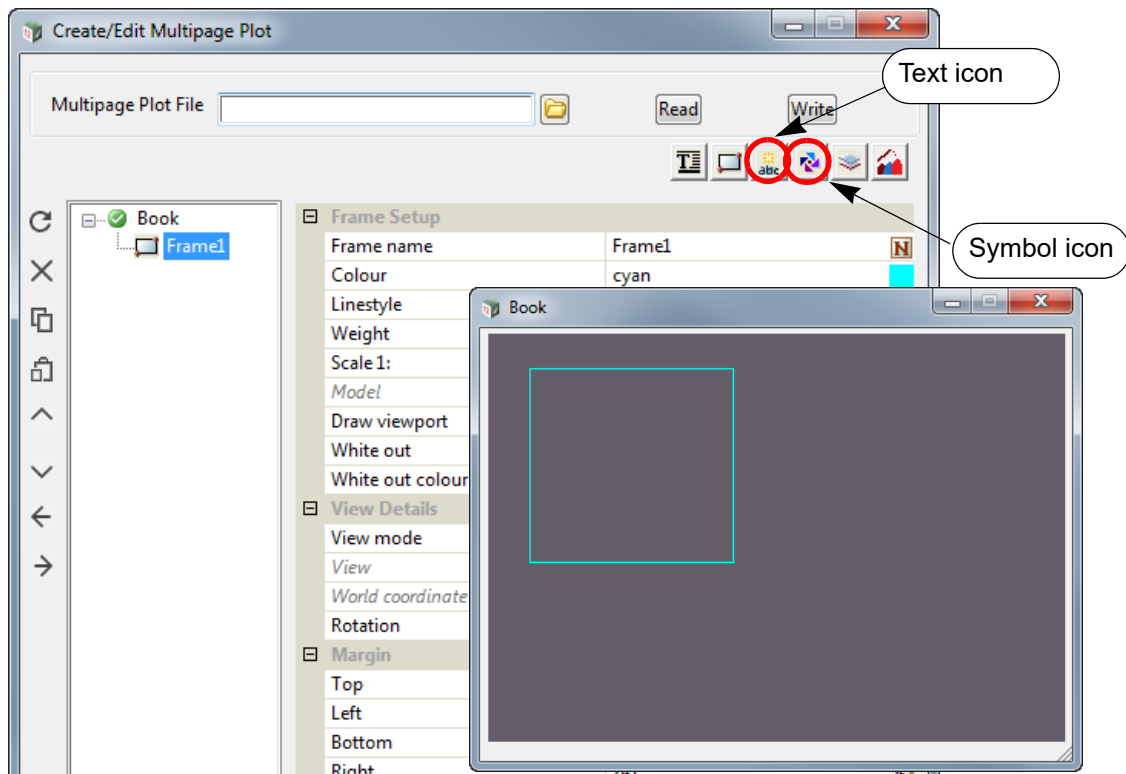 Create/Edit Multipage Plot
Text icon
Multipage Plot File
Read
Write
T
abc
Symbol icon
Book
Frame1
Frame Setup
Frame name Frame1 N
Colour cyan
Linestyle
Weight
Scale 1:
Model
Draw viewport
White out
White out colour
View Details
View mode
View
World coordinate
Rotation
Margin
Top
Left
Bottom
Right
Book